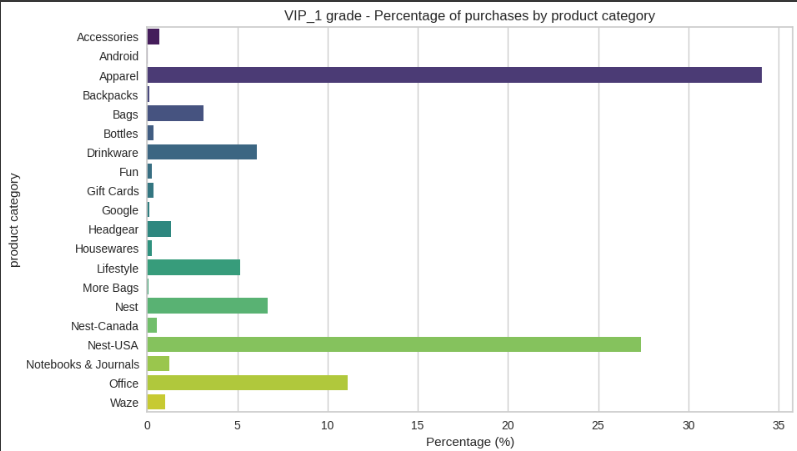 VIP_1 grade - Percentage of purchases by product category
product category
Accessories
Android
Apparel
Backpacks
Bags
Bottles
Drinkware
Fun
Gift Cards
Google
Headgear
Housewares
Lifestyle
More Bags
Nest
Nest-Canada
Nest-USA
Notebooks & Journals
Office
Waze
0 5 10 15 20 25 30 35
Percentage (%)